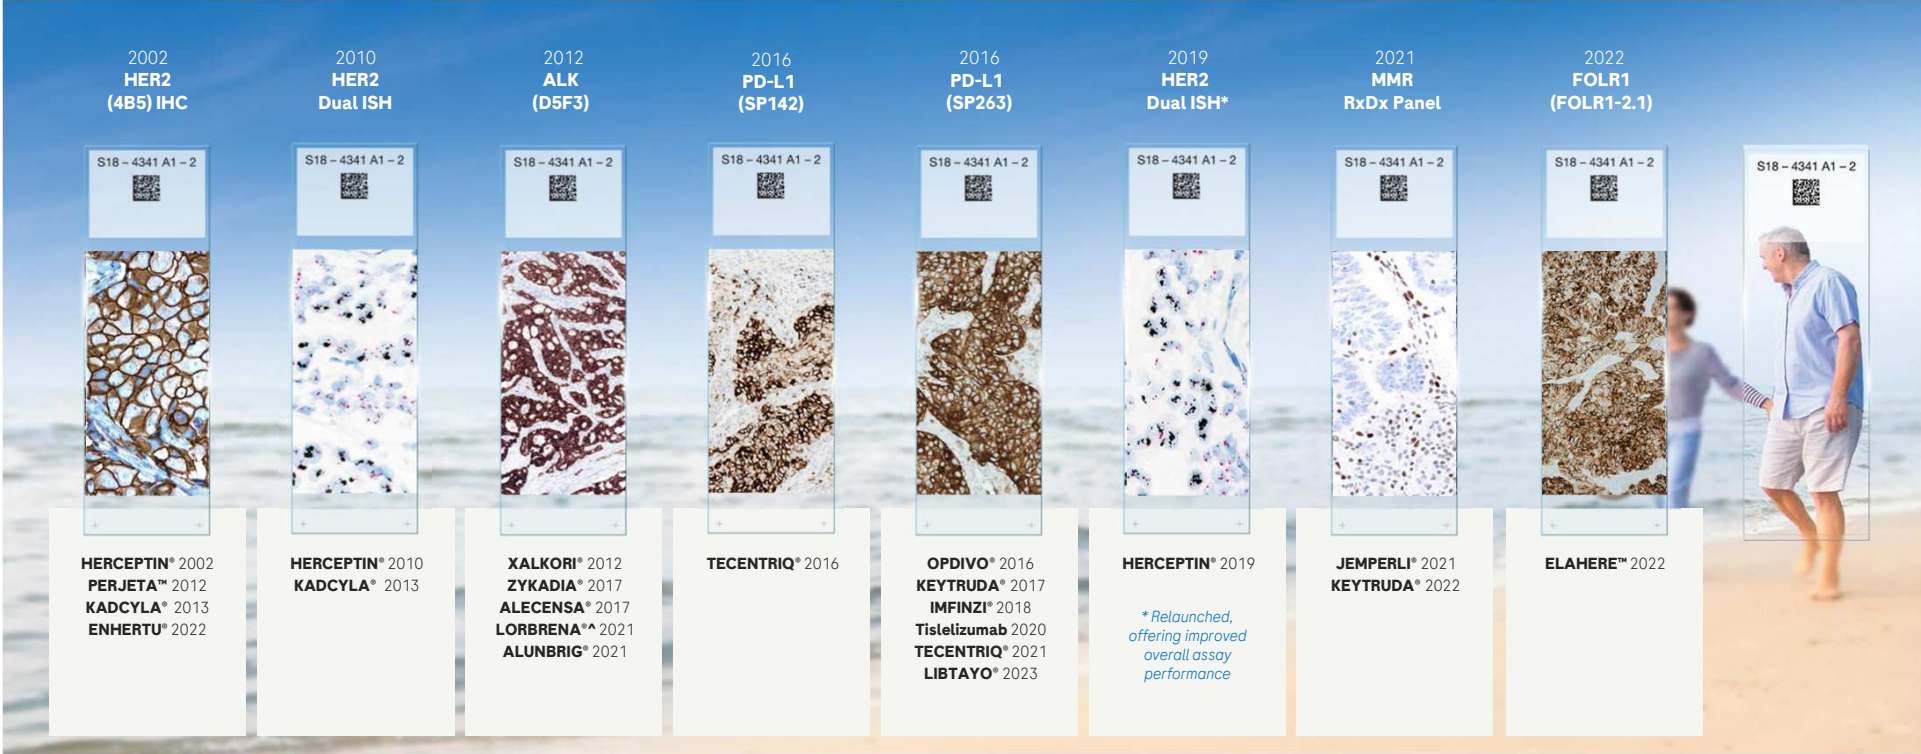 2002
HER2
(4B5) IHC
S18 – 4341 A1 – 2
HERCEPTIN® 2002
PERJETA™ 2012
KADCYLA® 2013
ENHERTU® 2022
2010
HER2
Dual ISH
S18 – 4341 A1 – 2
HERCEPTIN® 2010
KADCYLA® 2013
2012
ALK
(D5F3)
S18 – 4341 A1 – 2
XALKORI® 2012
ZYKADIA® 2017
ALECENSA® 2017
LORBRENA®^ 2021
ALUNBRIG® 2021
2016
PD-L1
(SP142)
S18 – 4341 A1 – 2
TECENTRIQ® 2016
2016
PD-L1
(SP263)
S18 – 4341 A1 – 2
OPDIVO® 2016
KEYTRUDA® 2017
IMFINZI® 2018
Tislelizumab 2020
TECENTRIQ® 2021
LIBTAYO® 2023
2019
HER2
Dual ISH*
S18 – 4341 A1 – 2
HERCEPTIN® 2019
* Relaunched,
offering improved
overall assay
performance
2021
MMR
RxDx Panel
S18 – 4341 A1 – 2
JEMPERLI® 2021
KEYTRUDA® 2022
2022
FOLR1
(FOLR1-2.1)
S18 – 4341 A1 – 2
ELAHERE™ 2022
S18 – 4341 A1 – 2